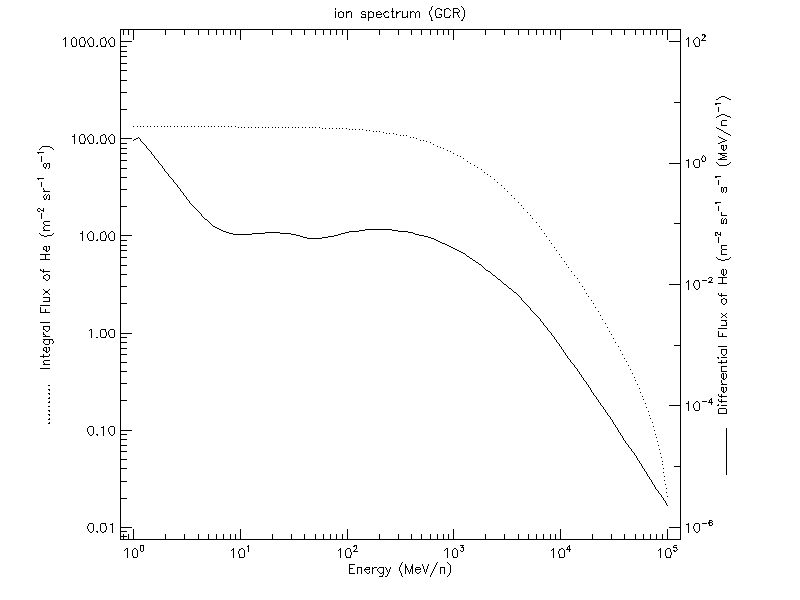 ion spectrum (GCR)
1000.00
100.00
10.00
1.00
0.10
0.01
Integral Flux of He (m⁻² sr⁻¹ s⁻¹)
10²
10⁰
10⁻²
10⁻⁴
10⁻⁶
Differential Flux of He (m⁻² sr⁻¹ s⁻¹ (MeV/n)⁻¹)
10⁰ 10¹ 10² 10³ 10⁴ 10⁵
Energy (MeV/n)